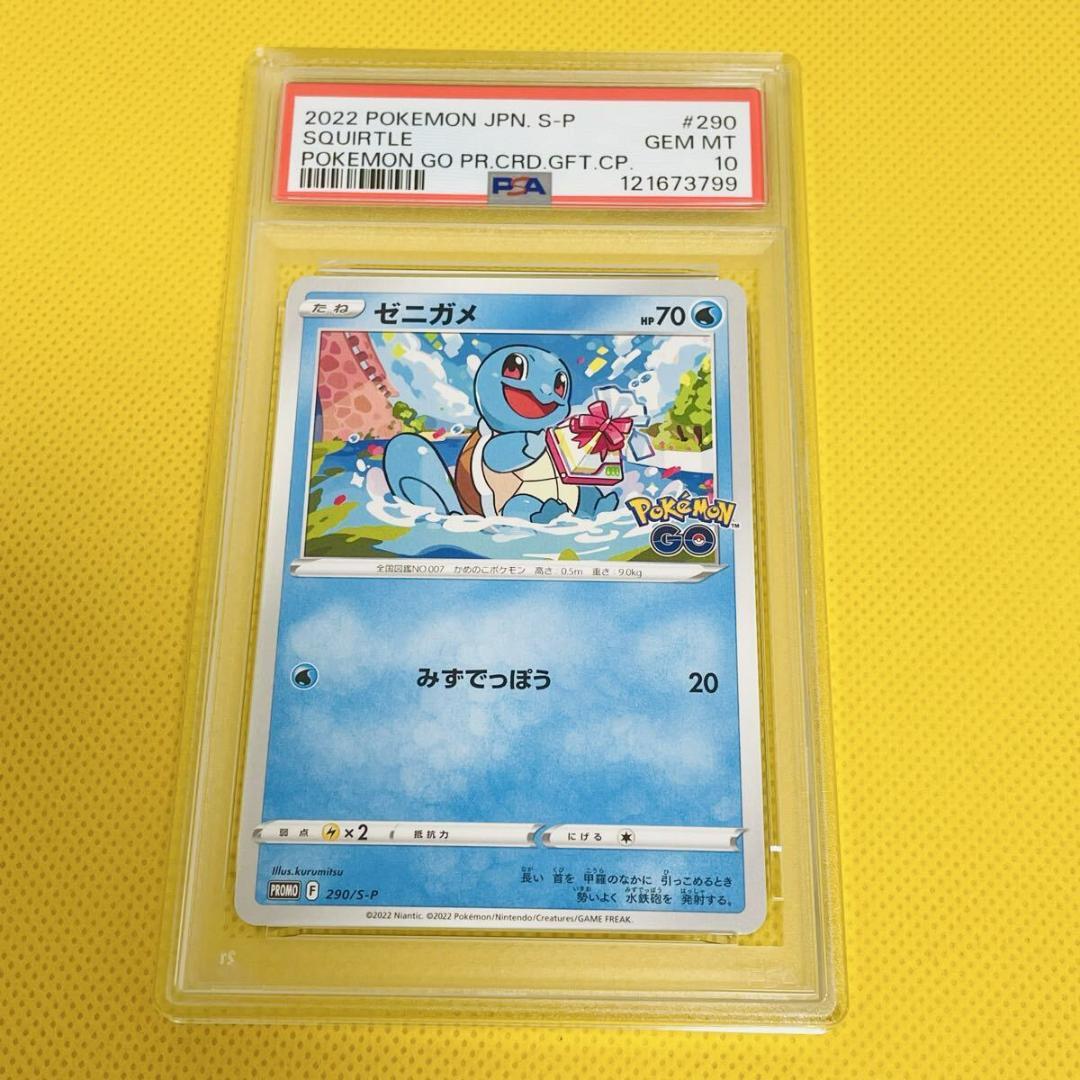 2022 POKEMON JPN. S-P #290
SQUIRTLE GEM MT
POKEMON GO PR.CRD.GFT.CP. 10
PSA 121673799
たね ゼニガメ HP70
Pokémon™
GO
全国図鑑NO.007 かめのこポケモン 高さ:0.5m 重さ:9.0kg
みずでっぽう 20
弱点 ×2 抵抗力 にげる
Illus.kurumitsu
長い 首を 甲羅のなかに 引っこめるとき
勢いよく 水鉄砲を 発射する。
PROMO F 290/S-P
©2022 Niantic. ©2022 Pokémon/Nintendo/Creatures/GAME FREAK.